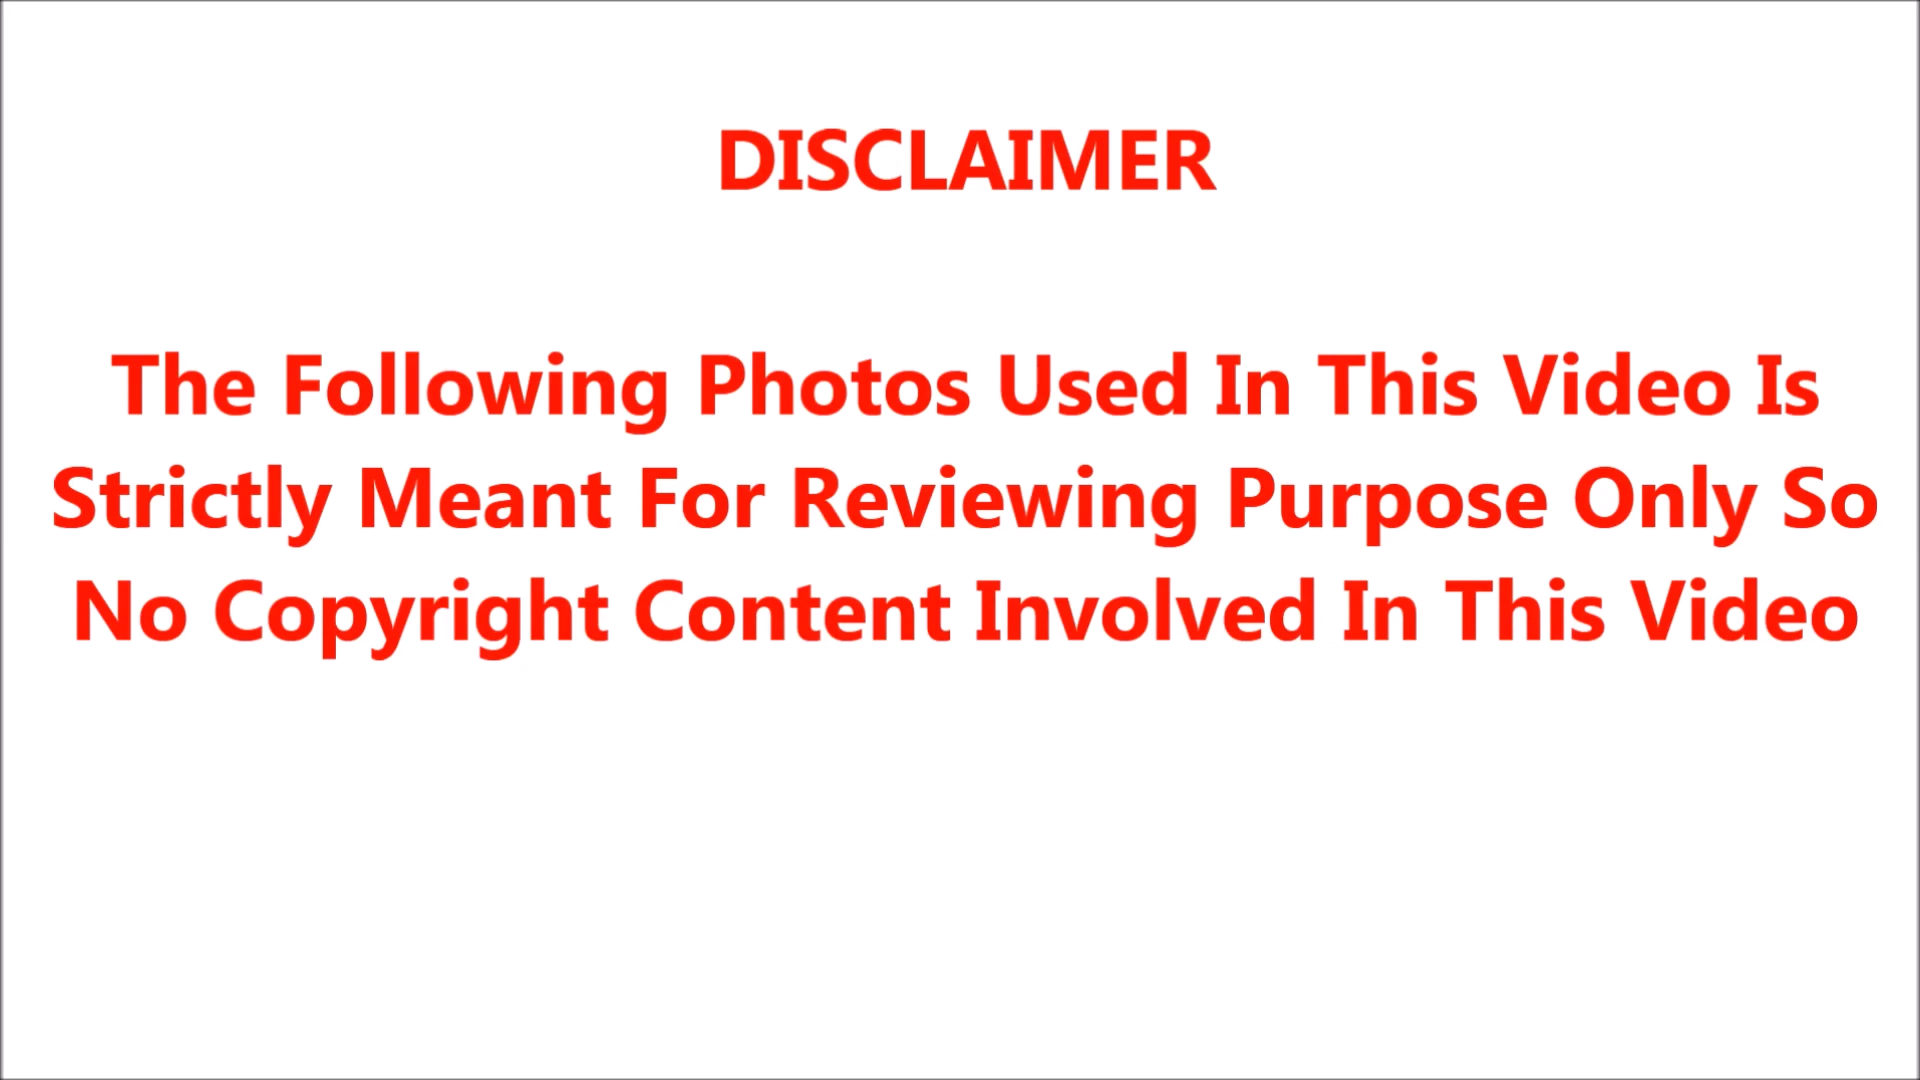 DISCLAIMER
The Following Photos Used In This Video Is
Strictly Meant For Reviewing Purpose Only So
No Copyright Content Involved In This Video